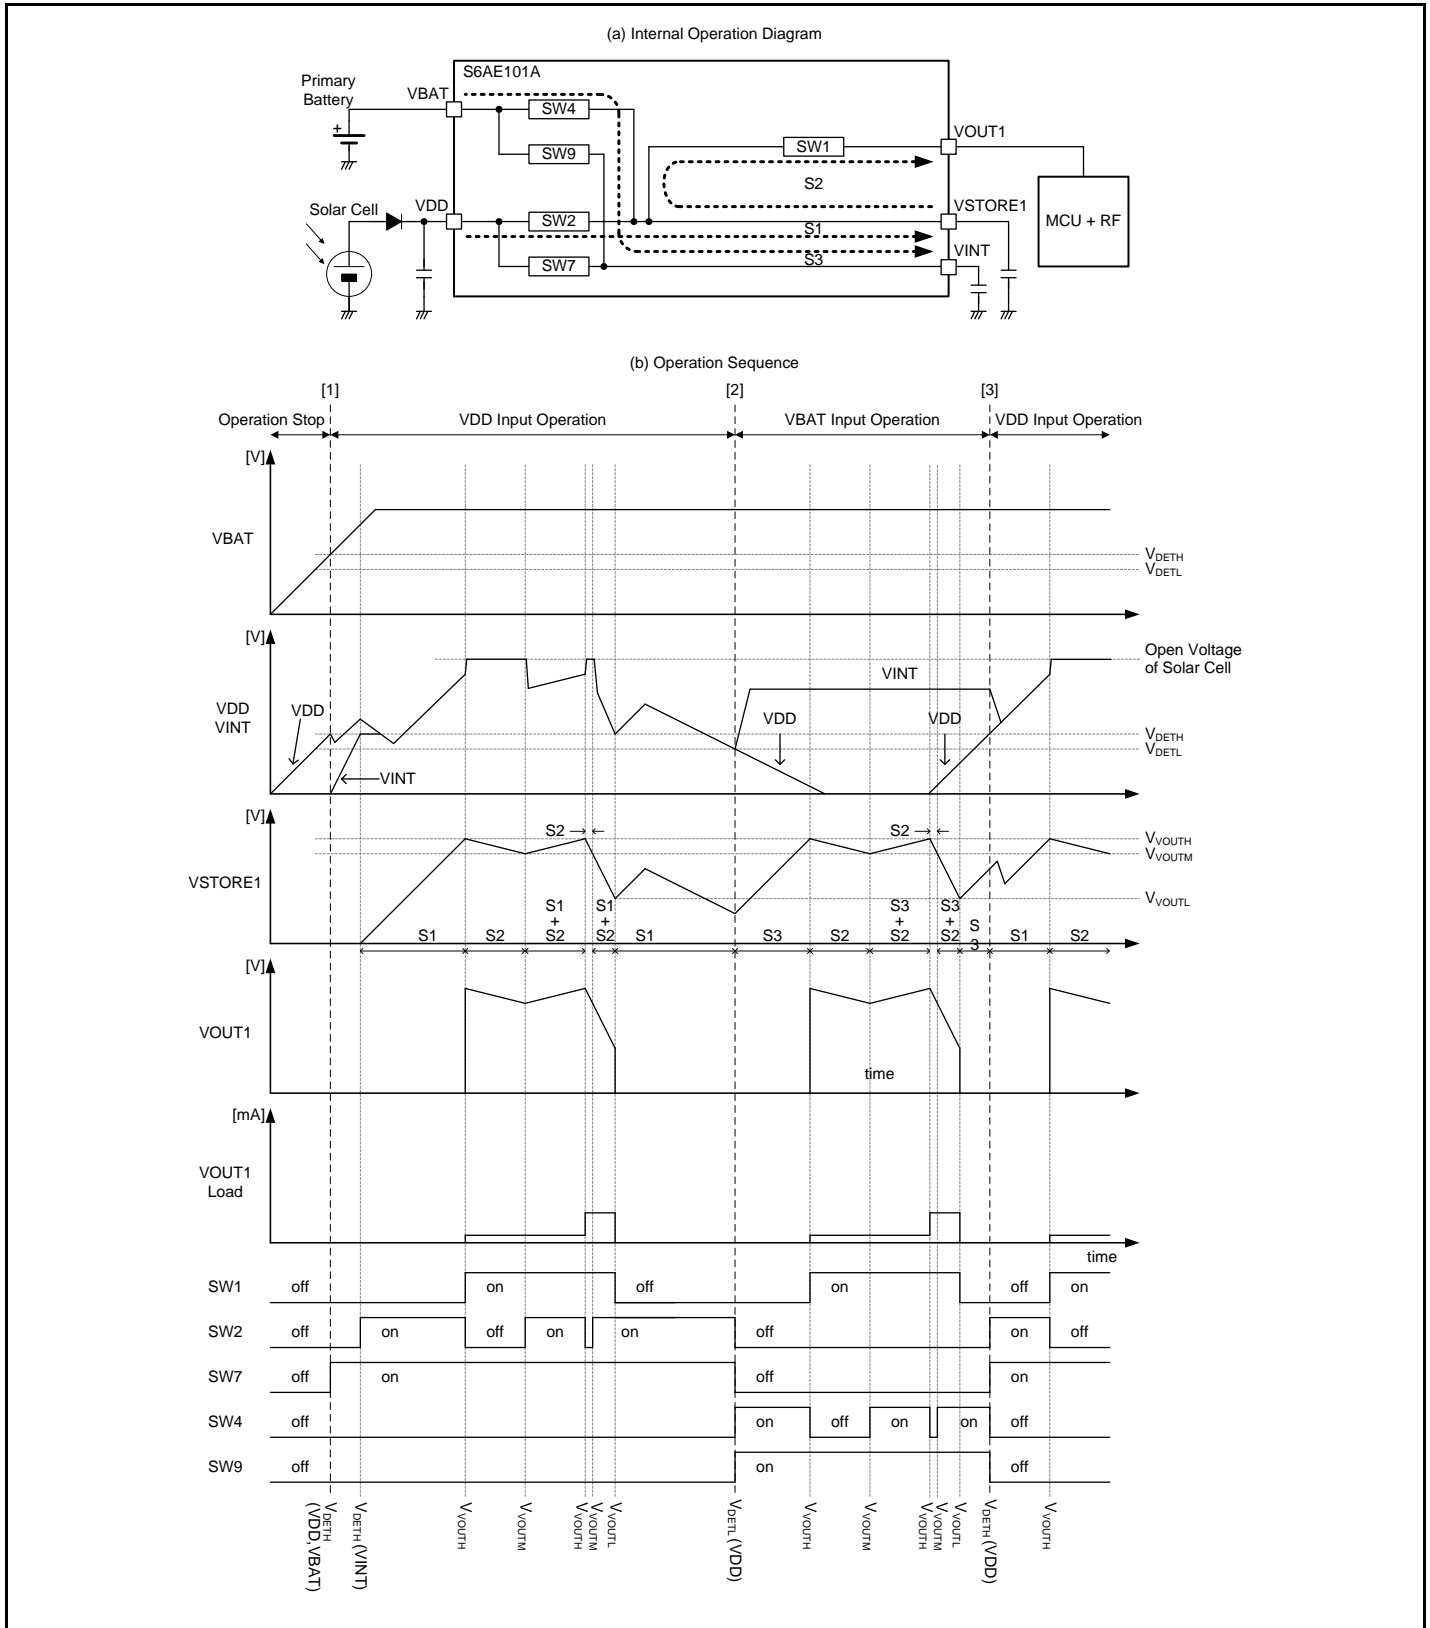 (a) Internal Operation Diagram
S6AE101A
Primary
Battery
+
VBAT
SW4
SW9
SW1
VOUT1
S2
Solar Cell
VDD
SW2
VSTORE1
S1
MCU + RF
SW7
VINT
S3
(b) Operation Sequence
[1]
[2]
[3]
Operation Stop
VDD Input Operation
VBAT Input Operation
VDD Input Operation
[V]
VBAT
VDETH
VDETL
[V]
Open Voltage
of Solar Cell
VINT
VDD
VINT
VDD
VDD
VDD
VDETH
VDETL
VINT
[V]
S2
S2
VVOUTH
VVOUTM
VSTORE1
VVOUTL
S1
S2
S1
+
S2
S1
+
S2
S1
S3
S2
S3
+
S2
S3
+
S2
S
3
S1
S2
[V]
VOUT1
time
[mA]
VOUT1
Load
time
SW1
off
on
off
on
off
on
SW2
off
on
off
on
on
off
on
off
SW7
off
on
off
on
SW4
off
on
off
on
on
off
SW9
off
on
off
VDETH
(VDD,VBAT)
VDETH (VINT)
VVOUTH
VVOUTM
VVOUTH
VVOUTM
VVOUTL
VDETL (VDD)
VVOUTH
VVOUTM
VVOUTH
VVOUTM
VVOUTL
VDETH (VDD)
VVOUTH